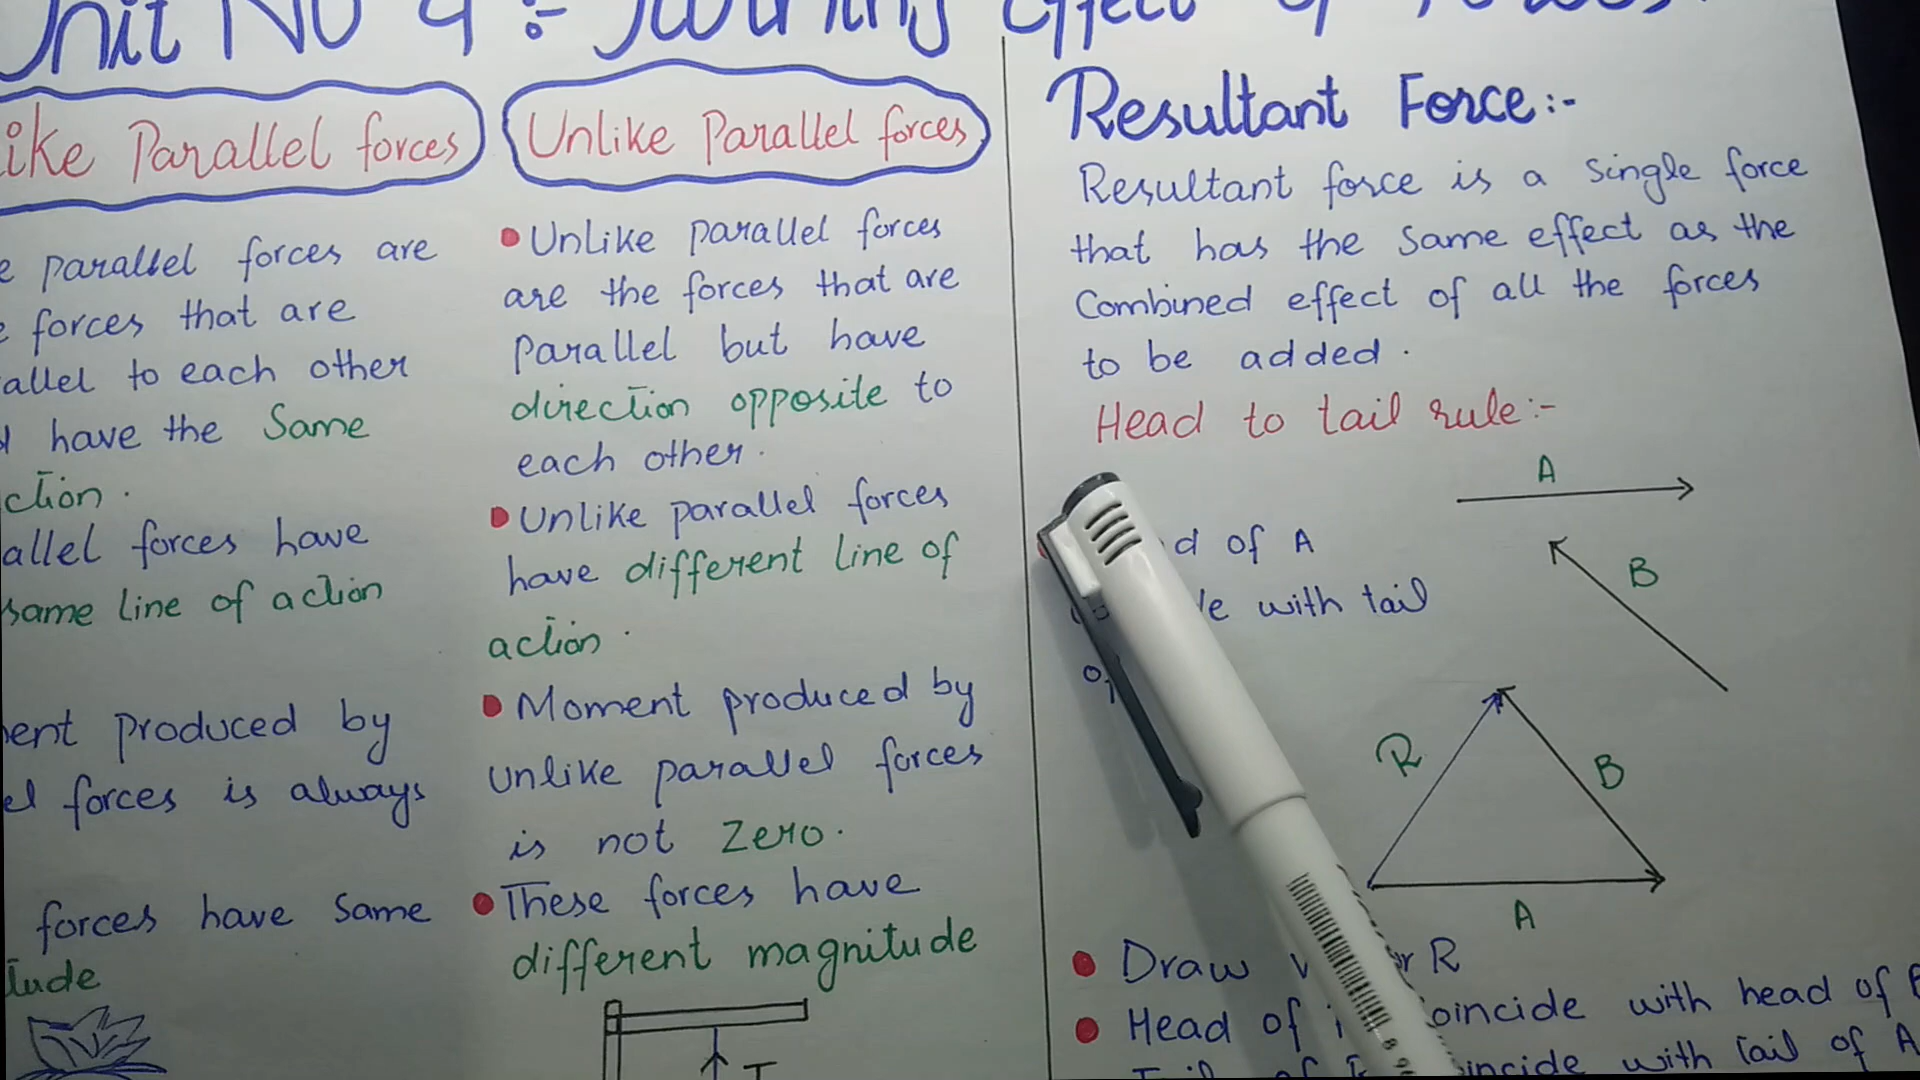 Unit No 4 :- Turning Effect of Forces:
ike Parallel forces
e parallel forces are
e forces that are
allel to each other
d have the Same
ction.
allel forces have
same line of action
ent produced by
el forces is always
forces have same
tude
Unlike Parallel forces
Unlike parallel forces
are the forces that are
parallel but have
direction opposite to
each other.
Unlike parallel forces
have different line of
action.
Moment produced by
unlike parallel forces
is not Zero.
These forces have
different magnitude
T
Resultant Force:-
Resultant force is a single force
that has the same effect as the
Combined effect of all the forces
to be added.
Head to tail rule:-
A
d of A
B
le with tail
of
R
B
A
Draw v r R
Head of oincide with head of B
Tail of R incide with Tail of A